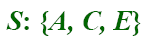 S: {A, C, E}